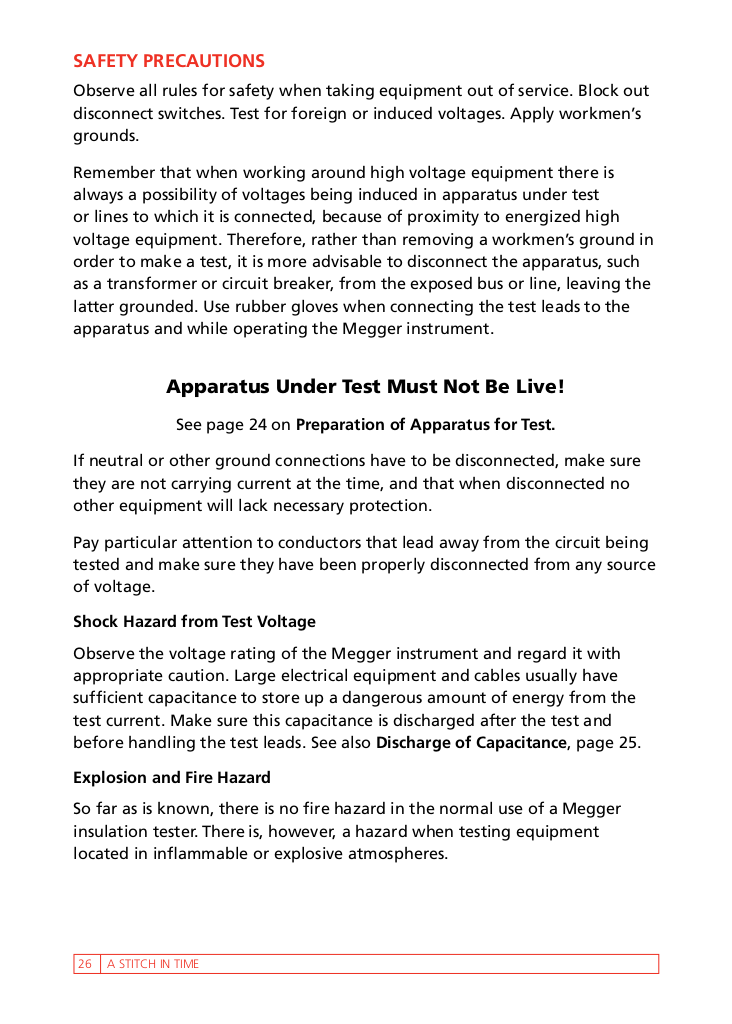 SAFETY PRECAUTIONS
Observe all rules for safety when taking equipment out of service. Block out
disconnect switches. Test for foreign or induced voltages. Apply workmen’s
grounds.
Remember that when working around high voltage equipment there is
always a possibility of voltages being induced in apparatus under test
or lines to which it is connected, because of proximity to energized high
voltage equipment. Therefore, rather than removing a workmen’s ground in
order to make a test, it is more advisable to disconnect the apparatus, such
as a transformer or circuit breaker, from the exposed bus or line, leaving the
latter grounded. Use rubber gloves when connecting the test leads to the
apparatus and while operating the Megger instrument.
Apparatus Under Test Must Not Be Live!
See page 24 on Preparation of Apparatus for Test.
If neutral or other ground connections have to be disconnected, make sure
they are not carrying current at the time, and that when disconnected no
other equipment will lack necessary protection.
Pay particular attention to conductors that lead away from the circuit being
tested and make sure they have been properly disconnected from any source
of voltage.
Shock Hazard from Test Voltage
Observe the voltage rating of the Megger instrument and regard it with
appropriate caution. Large electrical equipment and cables usually have
sufficient capacitance to store up a dangerous amount of energy from the
test current. Make sure this capacitance is discharged after the test and
before handling the test leads. See also Discharge of Capacitance, page 25.
Explosion and Fire Hazard
So far as is known, there is no fire hazard in the normal use of a Megger
insulation tester. There is, however, a hazard when testing equipment
located in inflammable or explosive atmospheres.
26 A STITCH IN TIME